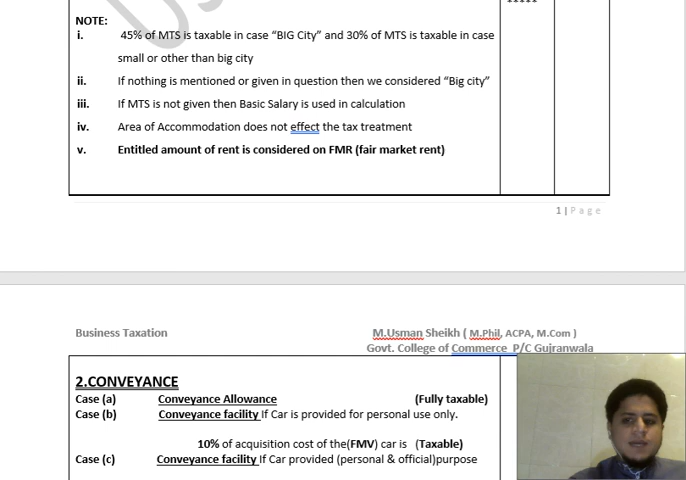 *****
NOTE:
i. 45% of MTS is taxable in case “BIG City” and 30% of MTS is taxable in case
small or other than big city
ii. If nothing is mentioned or given in question then we considered “Big city”
iii. If MTS is not given then Basic Salary is used in calculation
iv. Area of Accommodation does not effect the tax treatment
v. Entitled amount of rent is considered on FMR (fair market rent)
1 | Page
Business Taxation M.Usman Sheikh ( M.Phil, ACPA, M.Com )
Govt. College of Commerce P/C Gujranwala
2.CONVEYANCE
Case (a) Conveyance Allowance (Fully taxable)
Case (b) Conveyance facility If Car is provided for personal use only.
10% of acquisition cost of the(FMV) car is (Taxable)
Case (c) Conveyance facility If Car provided (personal & official)purpose